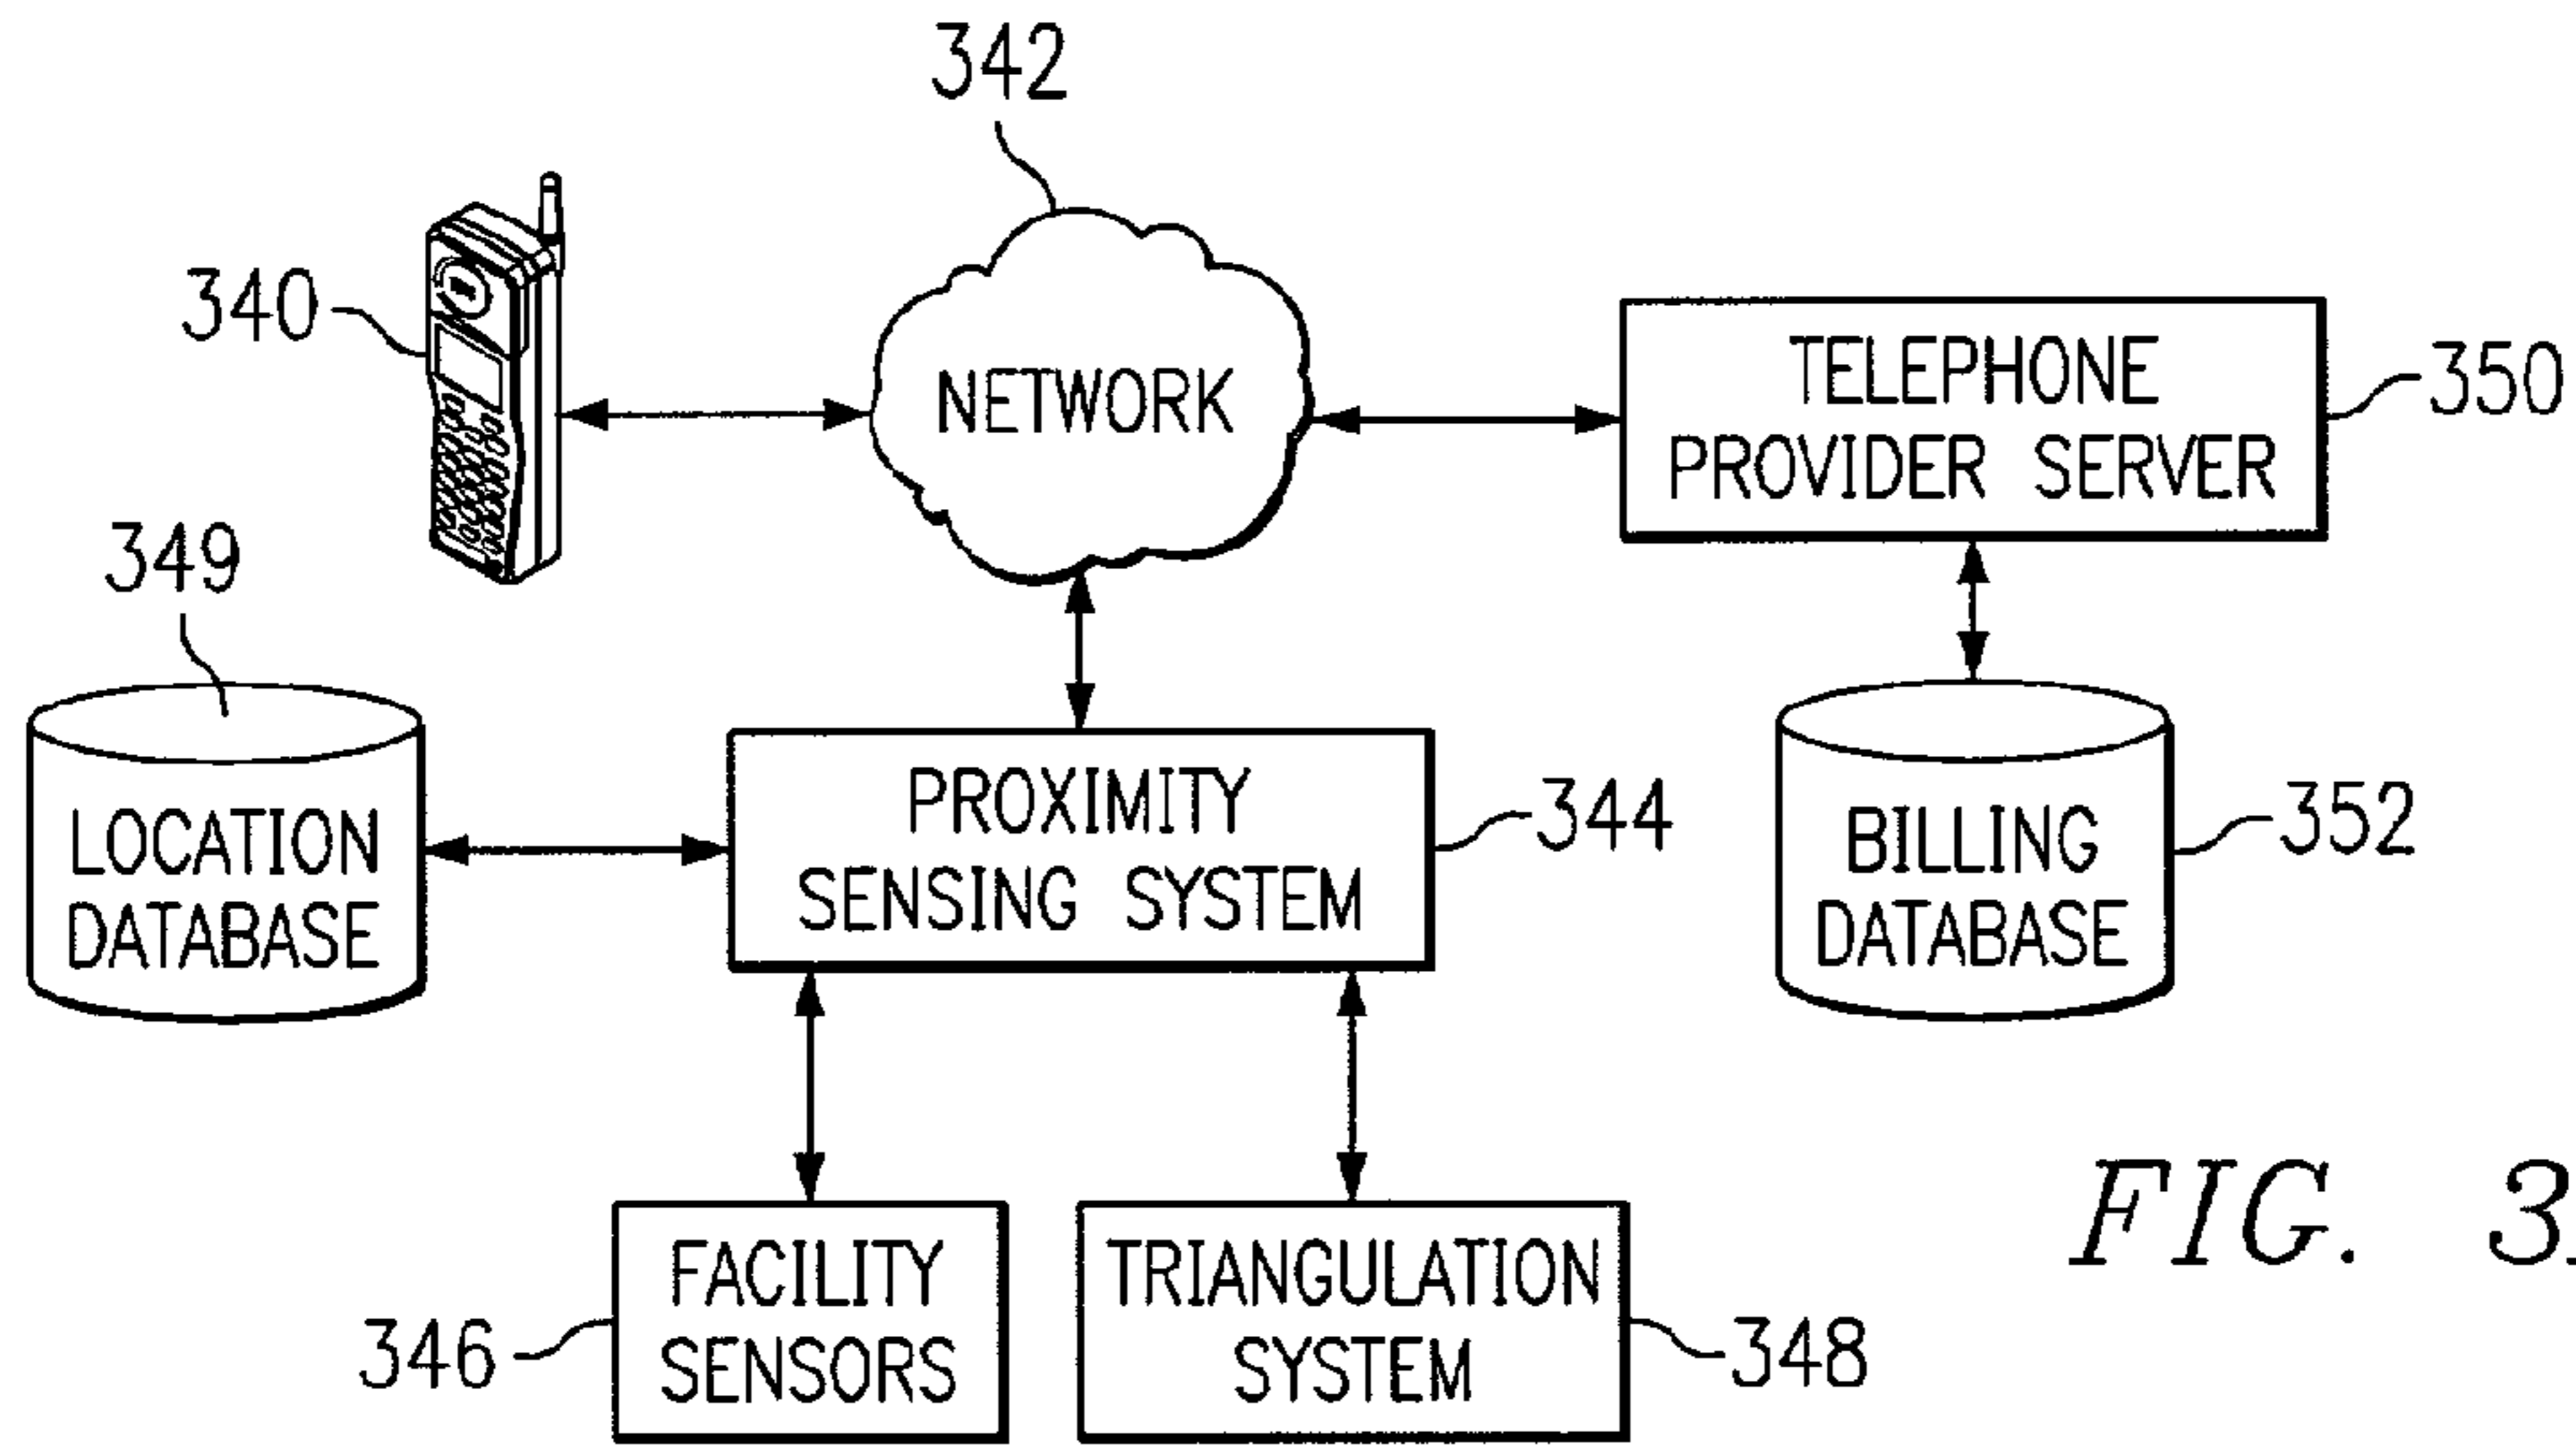 342
340
NETWORK
TELEPHONE
PROVIDER SERVER
350
349
LOCATION
DATABASE
PROXIMITY
SENSING SYSTEM
344
BILLING
DATABASE
352
FACILITY
SENSORS
346
TRIANGULATION
SYSTEM
348
FIG. 3